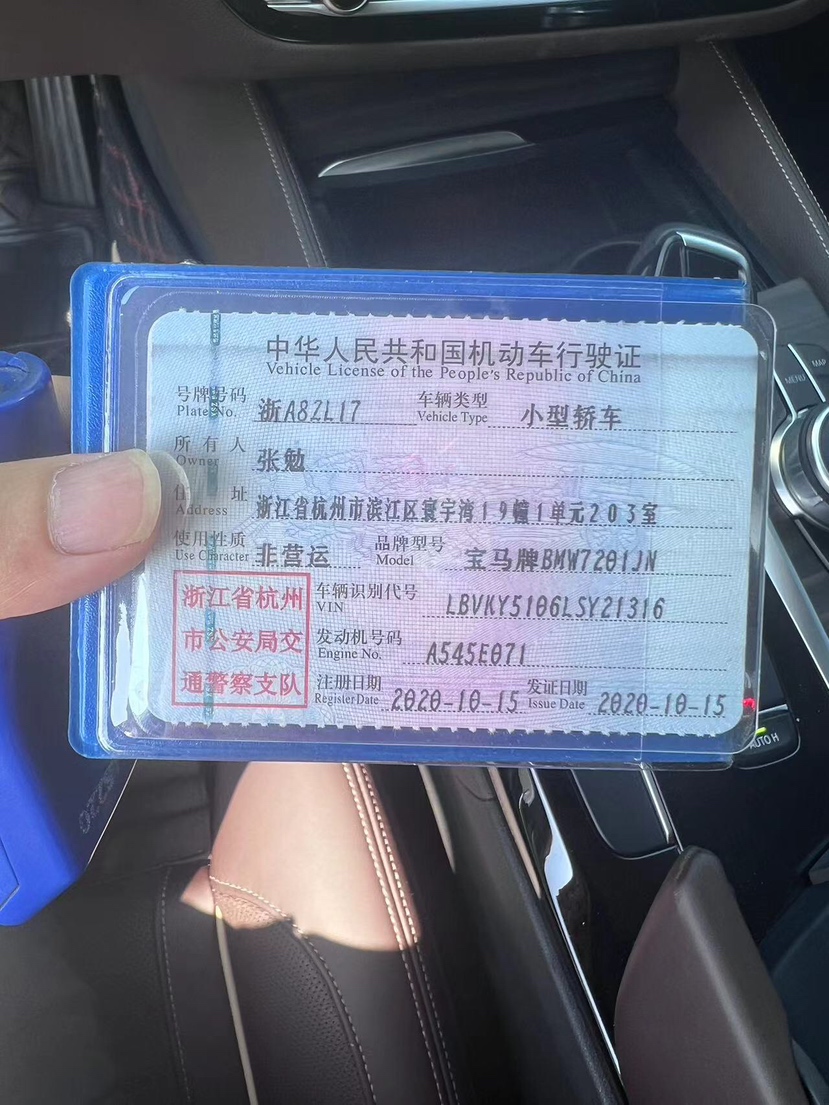 中华人民共和国机动车行驶证
Vehicle License of the People's Republic of China
号牌号码 浙A8ZL17 车辆类型 小型轿车
Plate No. Vehicle Type
所有人 张勉
Owner
住址 浙江省杭州市滨江区寰宇湾19幢1单元203室
Address
使用性质 非营运 品牌型号 宝马牌BMW7201JN
Use Character Model
浙江省杭州 车辆识别代号 LBVKY5106LSY21316
VIN
市公安局交 发动机号码 A545E071
Engine No.
通警察支队 注册日期 2020-10-15 发证日期 2020-10-15
Register Date Issue Date
MENU
MAP
AUTO H